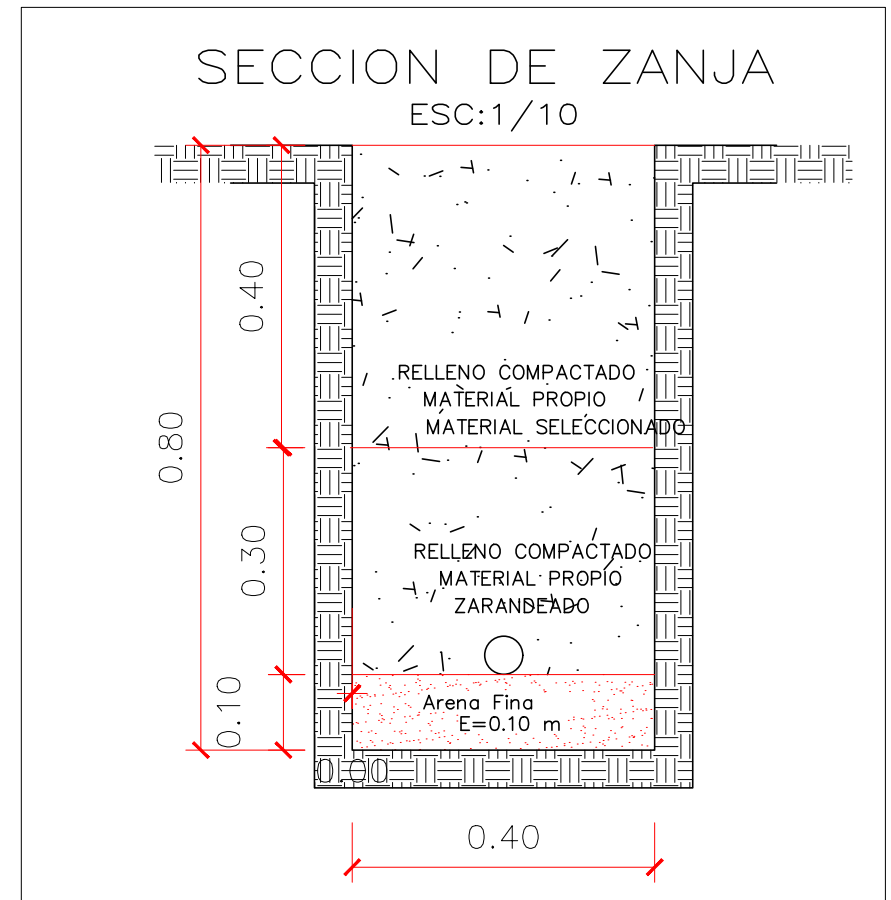 SECCION DE ZANJA
ESC:1/10
0.40
0.80
RELLENO COMPACTADO
MATERIAL PROPIO
MATERIAL SELECCIONADO
0.30
RELLENO COMPACTADO
MATERIAL PROPIO
ZARANDEADO
0.10
Arena Fina
E=0.10 m
0.00
0.40